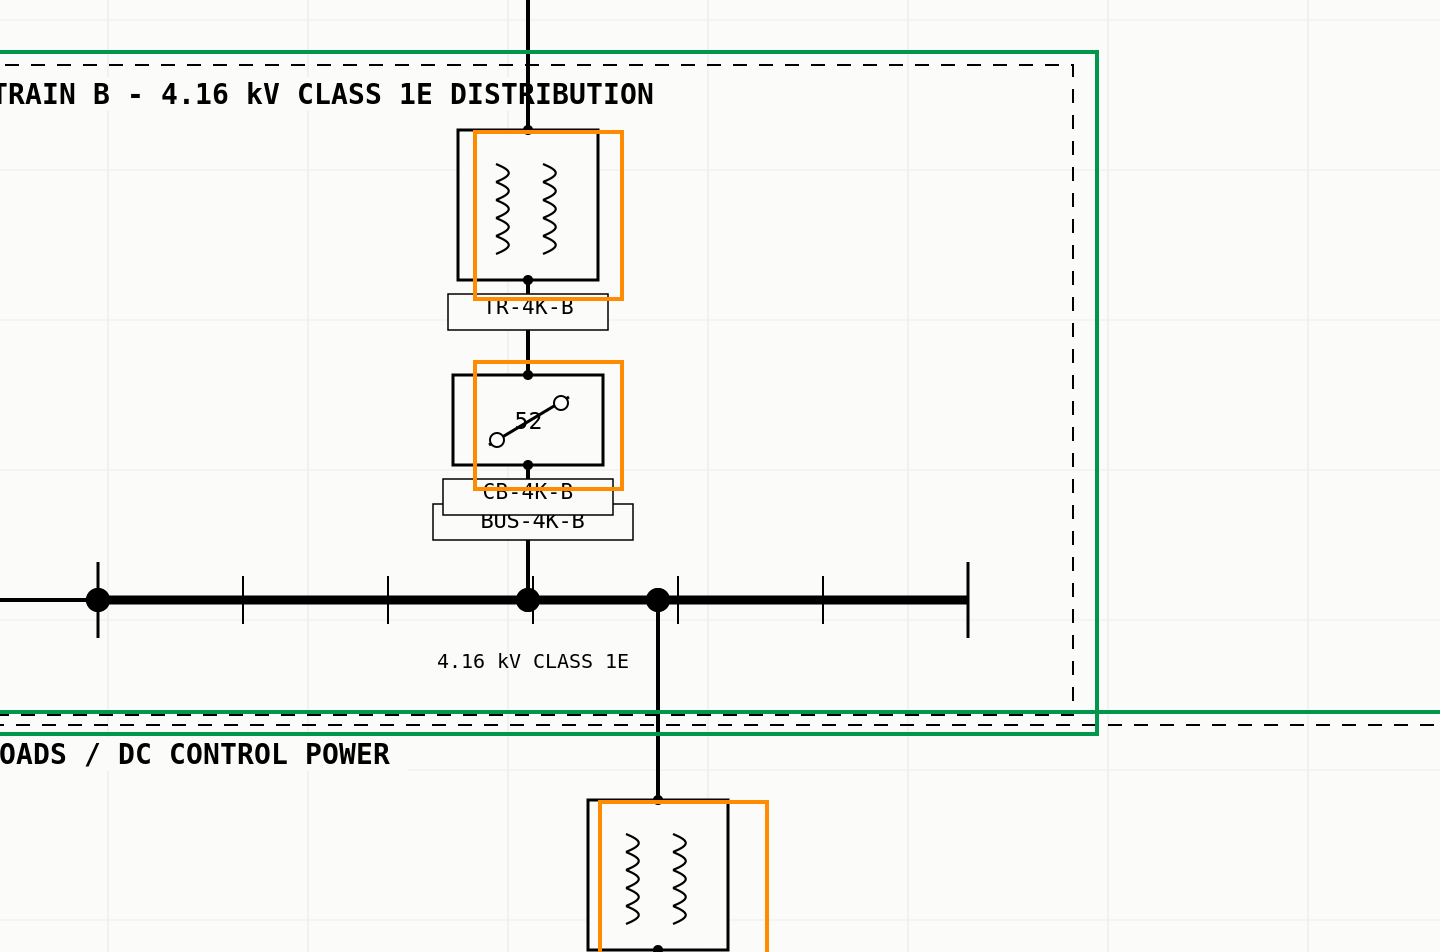 TRAIN B - 4.16 kV CLASS 1E DISTRIBUTION
TR-4K-B
52
CB-4K-B
BUS-4K-B
4.16 kV CLASS 1E
OADS / DC CONTROL POWER